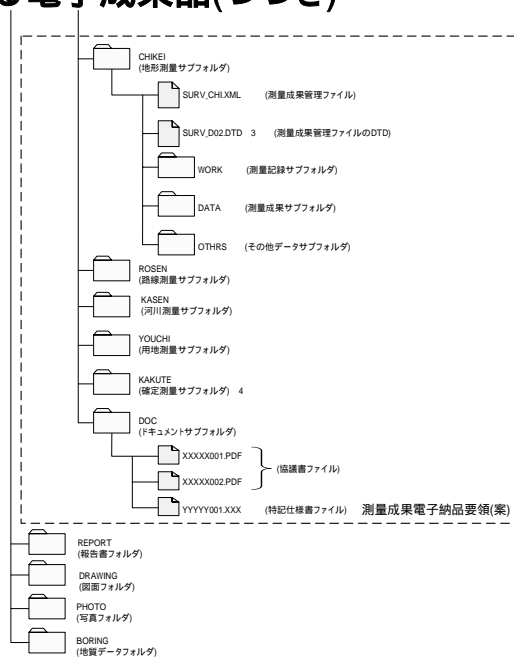 電子成果品(つづき)
CHIKEI
(地形測量サブフォルダ)
SURV_CHI.XML (測量成果管理ファイル)
SURV_D02.DTD 3 (測量成果管理ファイルのDTD)
WORK (測量記録サブフォルダ)
DATA (測量成果サブフォルダ)
OTHRS (その他データサブフォルダ)
ROSEN
(路線測量サブフォルダ)
KASEN
(河川測量サブフォルダ)
YOUCHI
(用地測量サブフォルダ)
KAKUTE
(確定測量サブフォルダ) 4
DOC
(ドキュメントサブフォルダ)
XXXXX001.PDF
(協議書ファイル)
XXXXX002.PDF
YYYYY001.XXX (特記仕様書ファイル) 測量成果電子納品要領(案)
REPORT
(報告書フォルダ)
DRAWING
(図面フォルダ)
PHOTO
(写真フォルダ)
BORING
(地質データフォルダ)